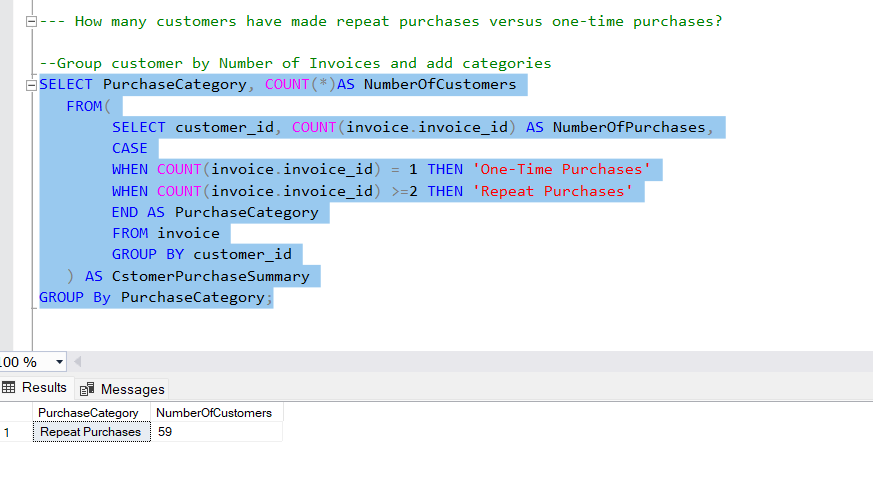 --- How many customers have made repeat purchases versus one-time purchases?
--Group customer by Number of Invoices and add categories
SELECT PurchaseCategory, COUNT(*)AS NumberOfCustomers
FROM(
SELECT customer_id, COUNT(invoice.invoice_id) AS NumberOfPurchases,
CASE
WHEN COUNT(invoice.invoice_id) = 1 THEN 'One-Time Purchases'
WHEN COUNT(invoice.invoice_id) >=2 THEN 'Repeat Purchases'
END AS PurchaseCategory
FROM invoice
GROUP BY customer_id
) AS CstomerPurchaseSummary
GROUP By PurchaseCategory;
.00 %
Results Messages
PurchaseCategory NumberOfCustomers
1 Repeat Purchases 59